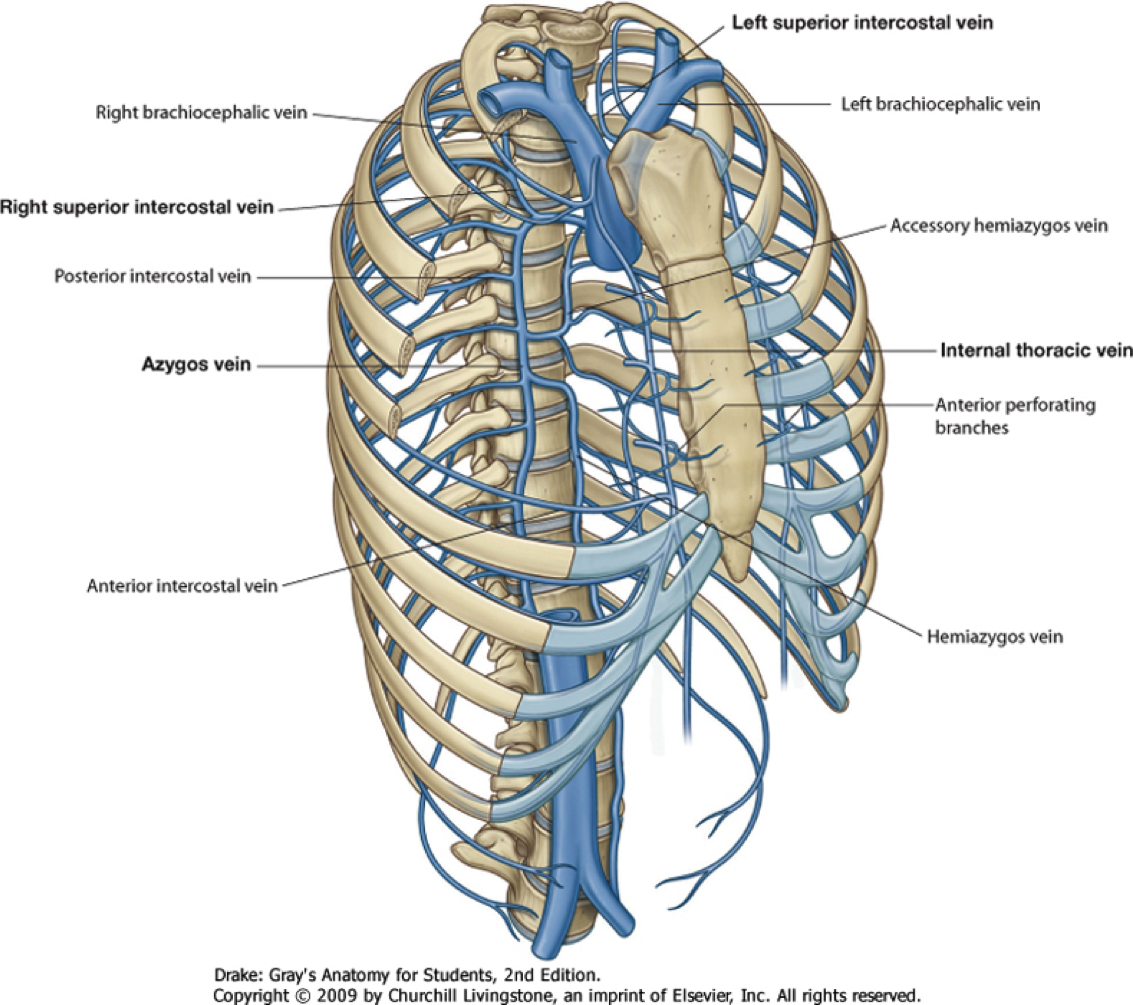 Left superior intercostal vein
Right brachiocephalic vein
Left brachiocephalic vein
Right superior intercostal vein
Accessory hemiazygos vein
Posterior intercostal vein
Azygos vein
Internal thoracic vein
Anterior perforating
branches
Anterior intercostal vein
Hemiazygos vein
Drake: Gray's Anatomy for Students, 2nd Edition.
Copyright © 2009 by Churchill Livingstone, an imprint of Elsevier, Inc. All rights reserved.